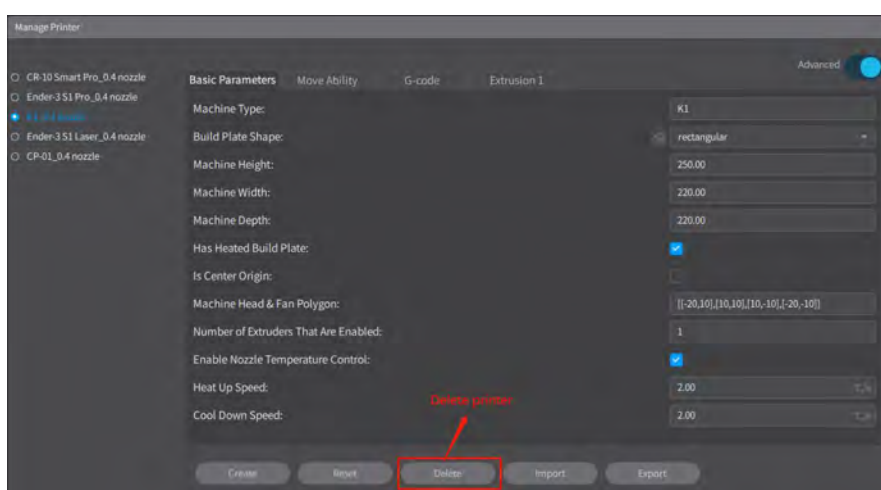 Manage Printer
Advanced
CR-10 Smart Pro_0.4 nozzle
Ender-3 S1 Pro_0.4 nozzle
Ender-3 S1 Laser_0.4 nozzle
CP-01_0.4 nozzle
Basic Parameters Move Ability G-code Extrusion 1
Machine Type: K1
Build Plate Shape: rectangular
Machine Height: 250.00
Machine Width: 220.00
Machine Depth: 220.00
Has Heated Build Plate:
Is Center Origin:
Machine Head & Fan Polygon: [[-20,10],[10,10],[10,-10],[-20,-10]]
Number of Extruders That Are Enabled: 1
Enable Nozzle Temperature Control:
Heat Up Speed: 2.00
Cool Down Speed: 2.00
Delete printer
Create Reset Delete Import Export